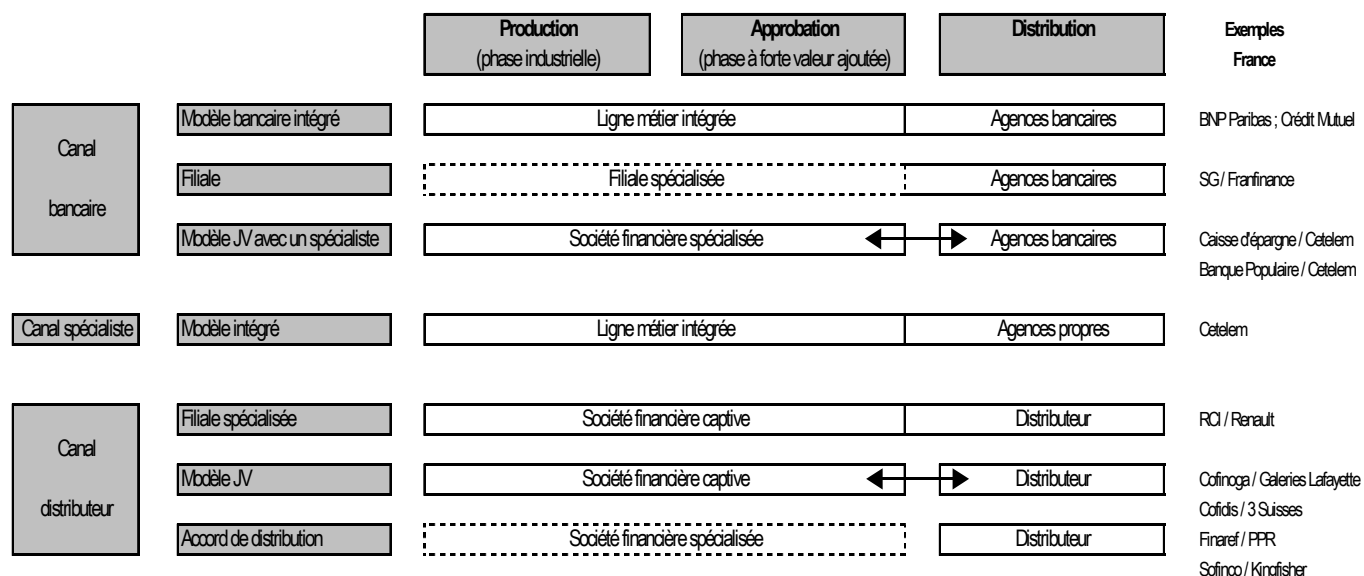 Production
(phase industrielle)
Approbation
(phase à forte valeur ajoutée)
Distribution
Exemples
France
Canal
bancaire
Modèle bancaire intégré
Ligne métier intégrée
Agences bancaires
BNP Paribas ; Crédit Mutuel
Filiale
Filiale spécialisée
Agences bancaires
SG / Franfinance
Modèle JV avec un spécialiste
Société financière spécialisée
Agences bancaires
Caisse d'épargne / Cetelem
Banque Populaire / Cetelem
Canal spécialiste
Modèle intégré
Ligne métier intégrée
Agences propres
Cetelem
Canal
distributeur
Filiale spécialisée
Société financière captive
Distributeur
RCI / Renault
Modèle JV
Société financière captive
Distributeur
Cofinoga / Galeries Lafayette
Cofidis / 3 Suisses
Accord de distribution
Société financière spécialisée
Distributeur
Finaref / PPR
Sofinco / Kingfisher